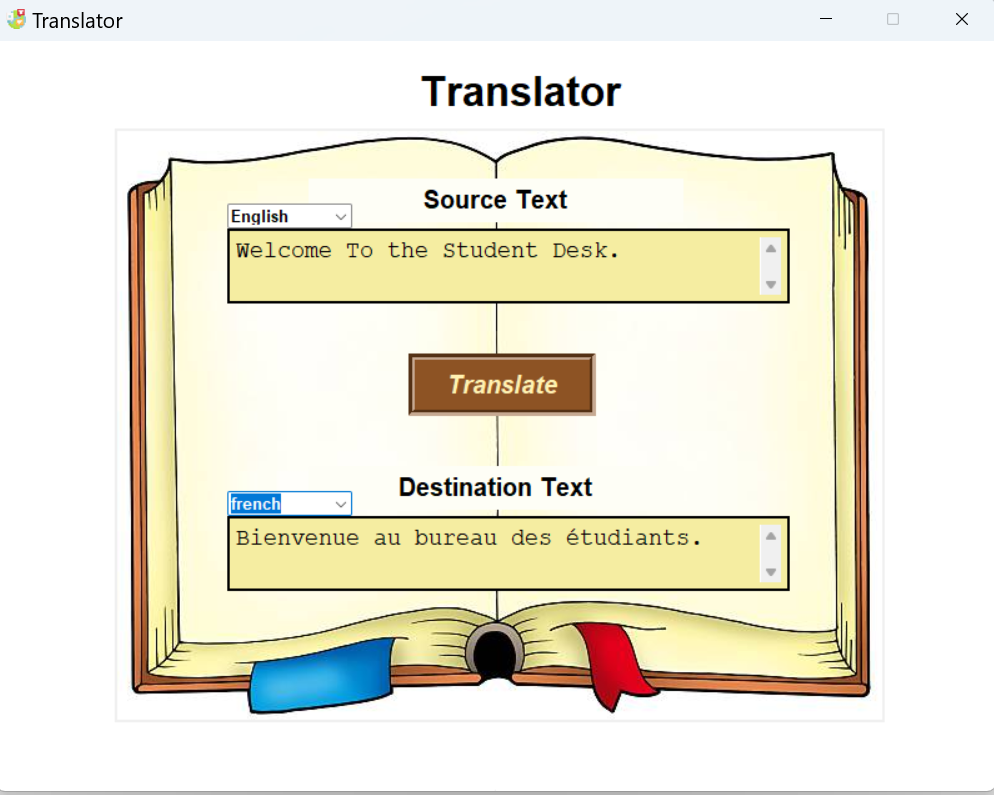 Translator
Translator
Source Text
English
Welcome To the Student Desk.
Translate
Destination Text
french
Bienvenue au bureau des étudiants.